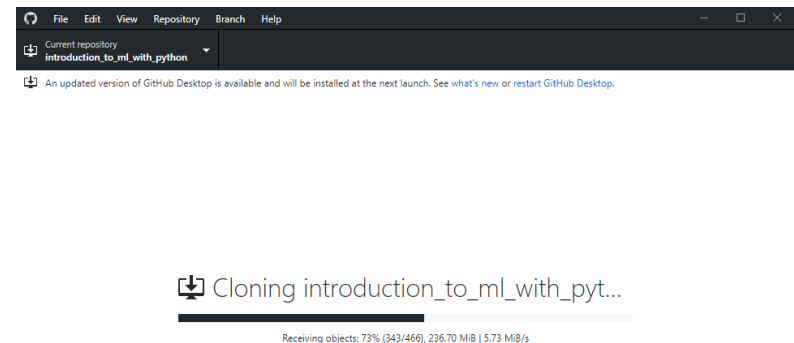 File Edit View Repository Branch Help
Current repository
introduction_to_ml_with_python
An updated version of GitHub Desktop is available and will be installed at the next launch. See what's new or restart GitHub Desktop.
Cloning introduction_to_ml_with_pyt...
Receiving objects: 73% (343/466), 236.70 MiB | 5.73 MiB/s